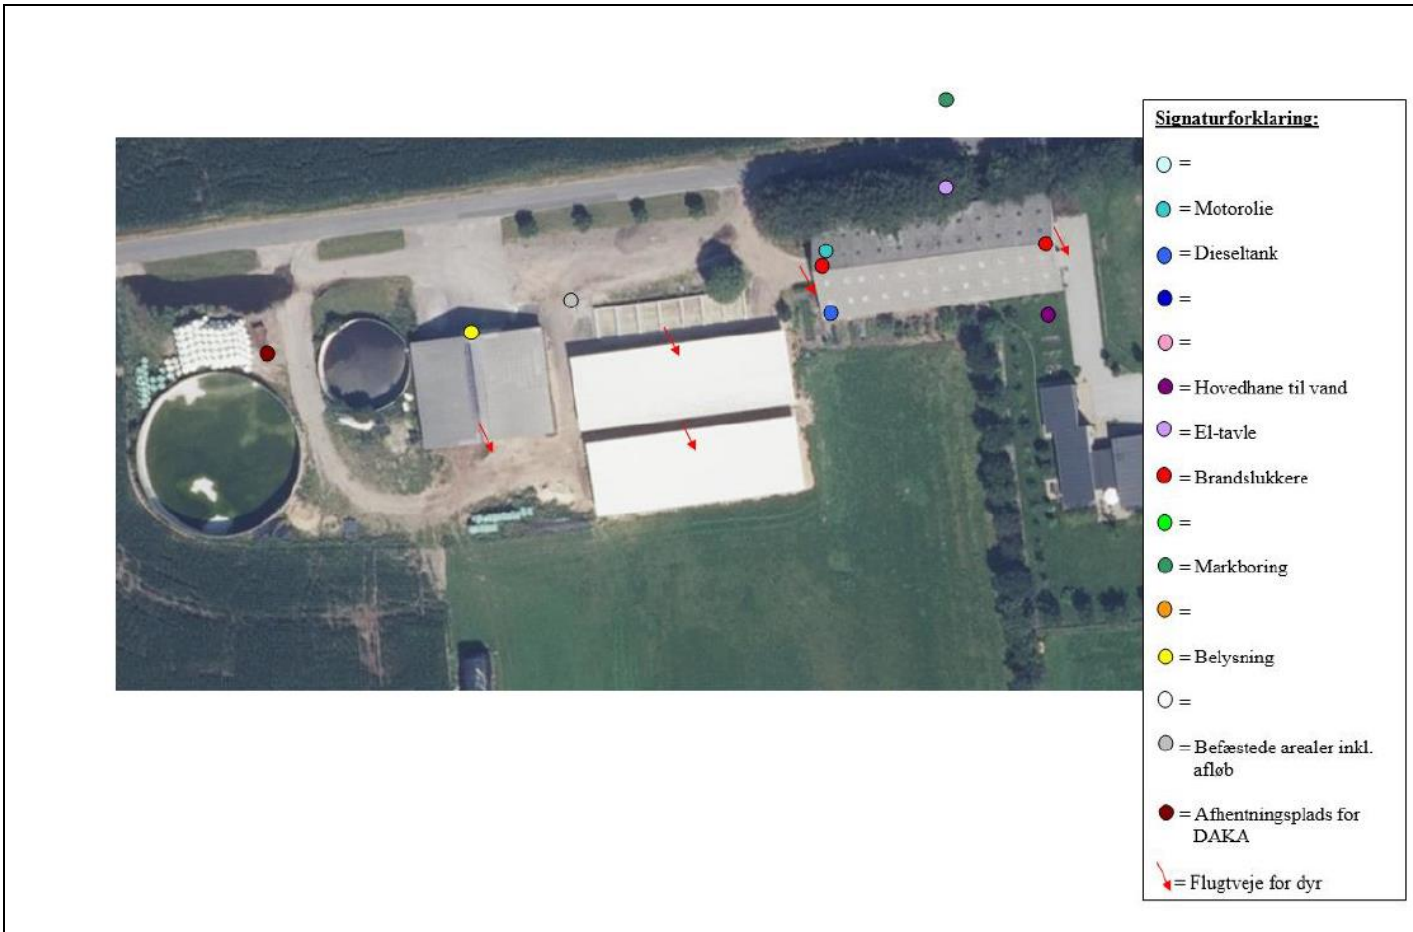 Signaturforklaring:
=
= Motorolie
= Dieseltank
=
=
= Hovedhane til vand
= El-tavle
= Brandslukkere
=
= Markboring
=
= Belysning
=
= Befæstede arealer inkl.
afløb
= Afhentningsplads for
DAKA
= Flugtveje for dyr